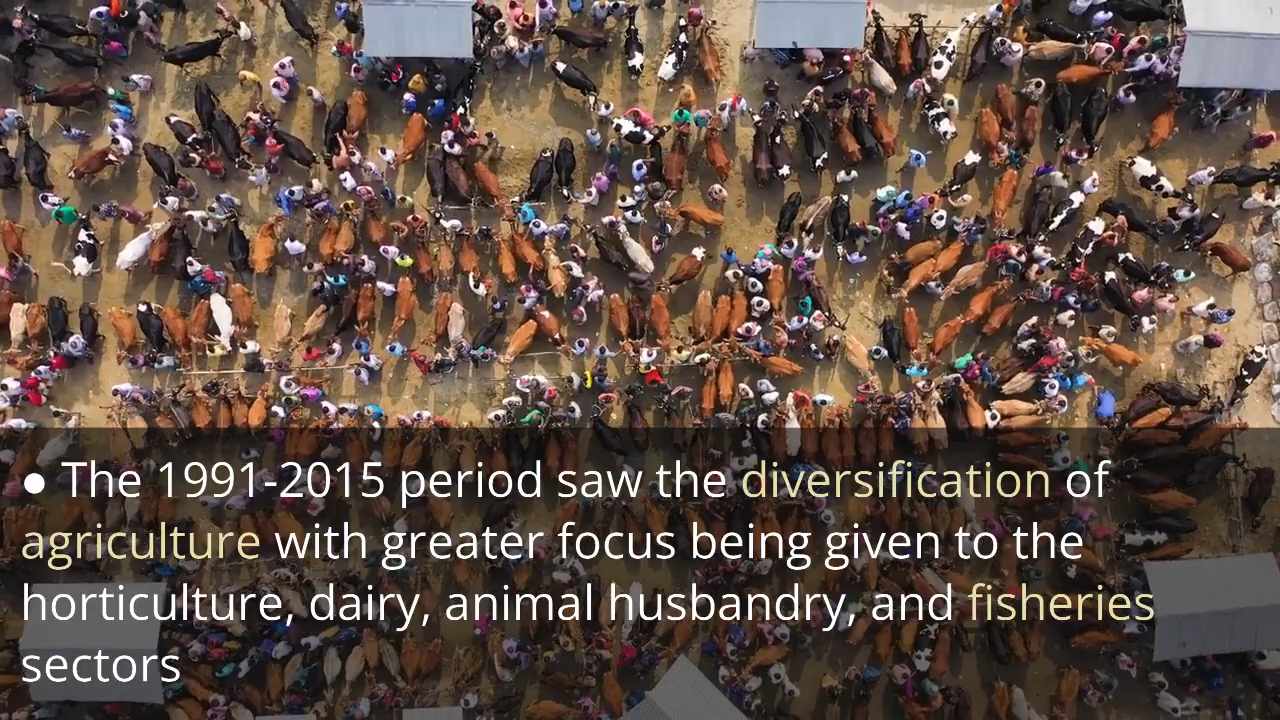 ● The 1991-2015 period saw the diversification of
agriculture with greater focus being given to the
horticulture, dairy, animal husbandry, and fisheries
sectors